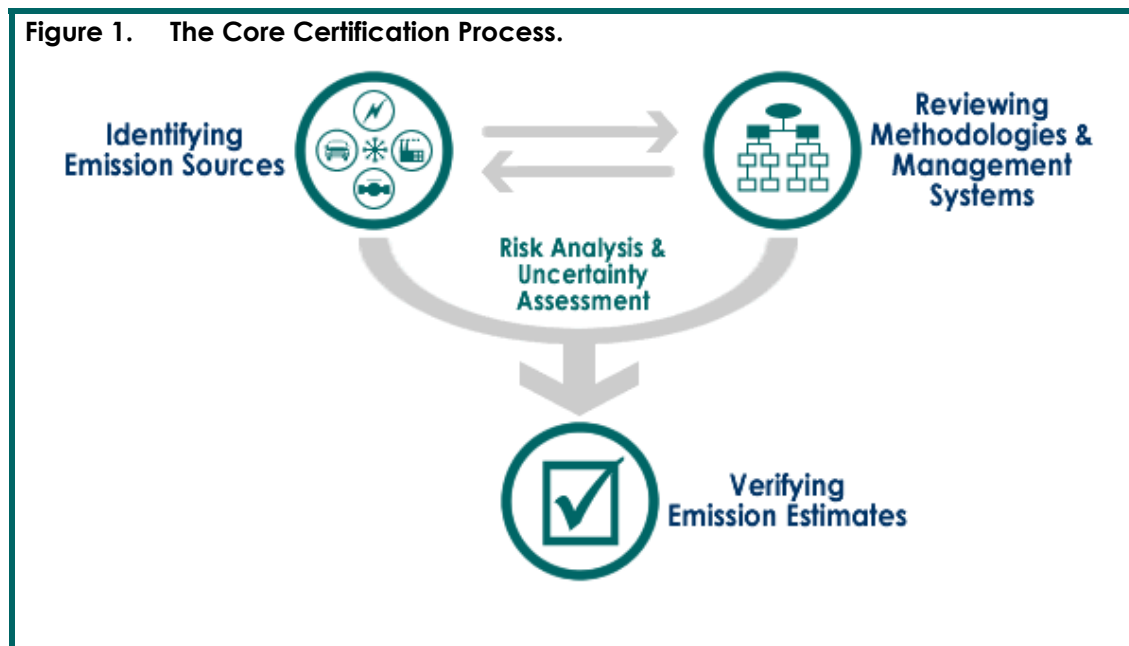 Figure 1. The Core Certification Process.
Identifying
Emission Sources
Reviewing
Methodologies &
Management
Systems
Risk Analysis &
Uncertainty
Assessment
Verifying
Emission Estimates